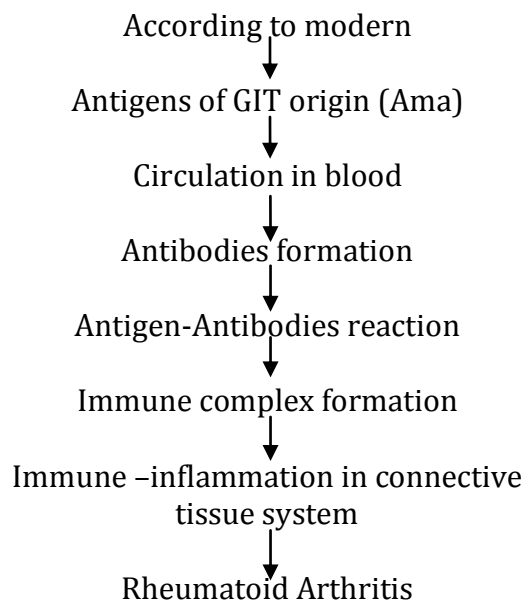 According to modern
Antigens of GIT origin (Ama)
Circulation in blood
Antibodies formation
Antigen-Antibodies reaction
Immune complex formation
Immune –inflammation in connective
tissue system
Rheumatoid Arthritis